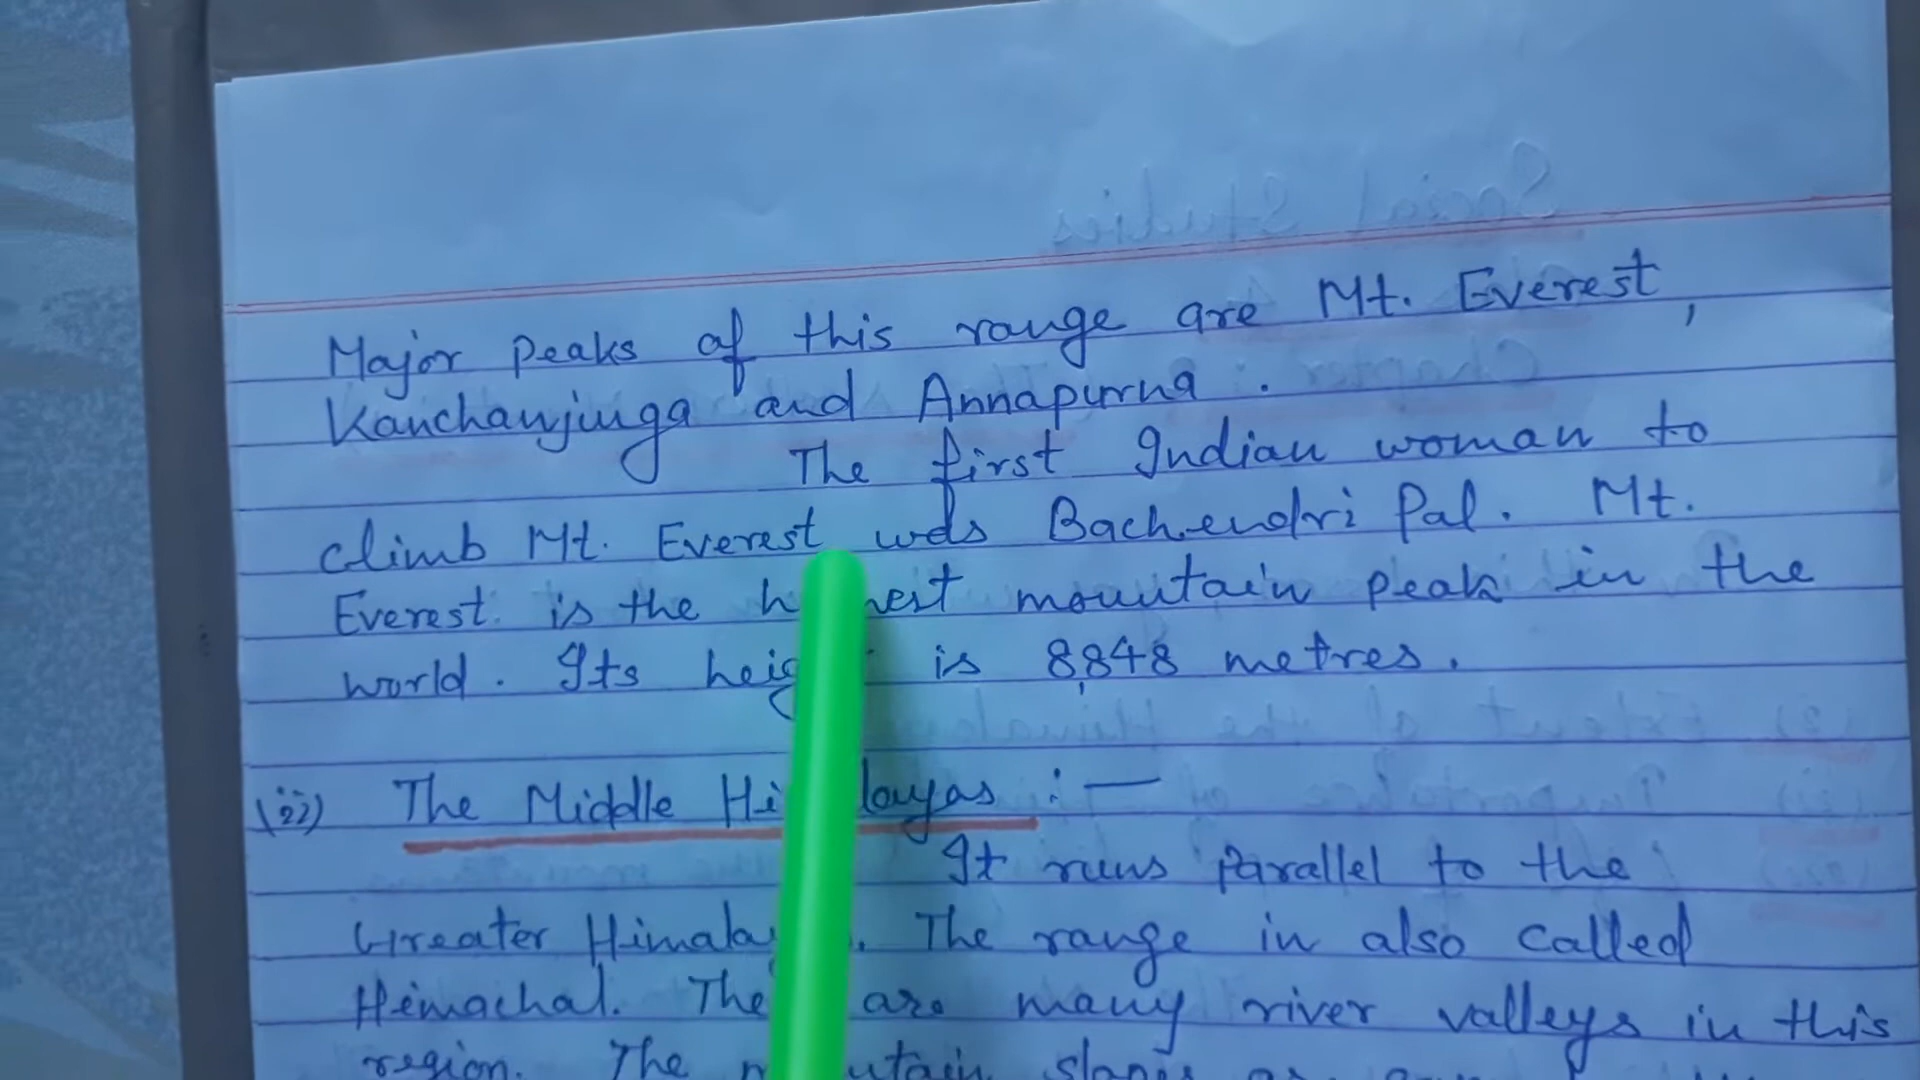 Major peaks of this range are Mt. Everest,
Kanchanjunga and Annapurna.
The first Indian woman to
climb Mt. Everest was Bachendri Pal. Mt.
Everest. is the mountain peak in the
world. Its is 8,848 metres.
(ii) The Middle :—
It runs parallel to the
Greater The range in also called
Himachal. are many river valleys in this
region. The